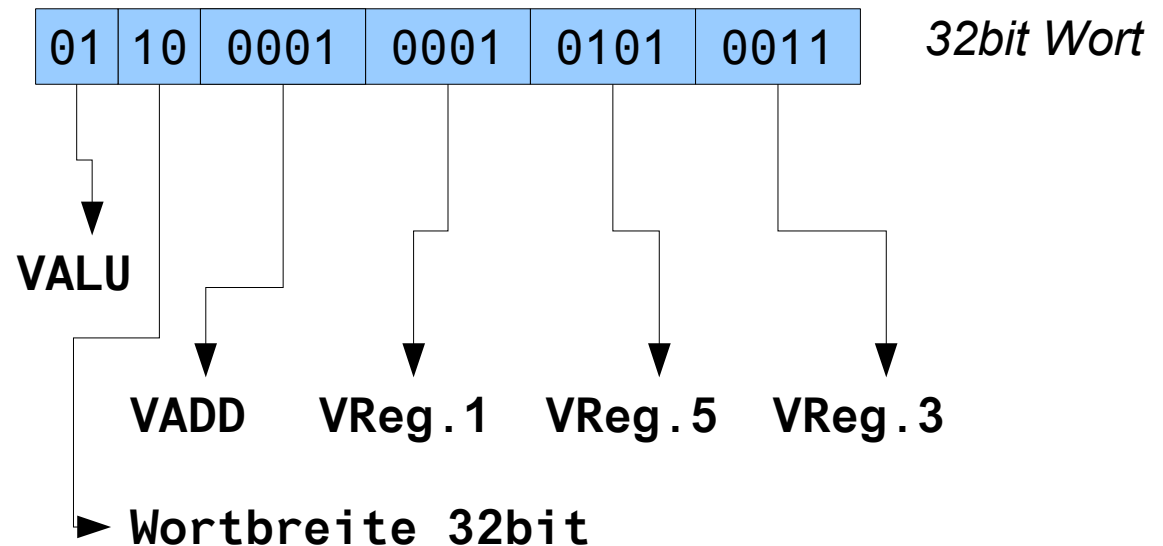 01 10 0001 0001 0101 0011 32bit Wort
VALU
VADD VReg.1 VReg.5 VReg.3
Wortbreite 32bit